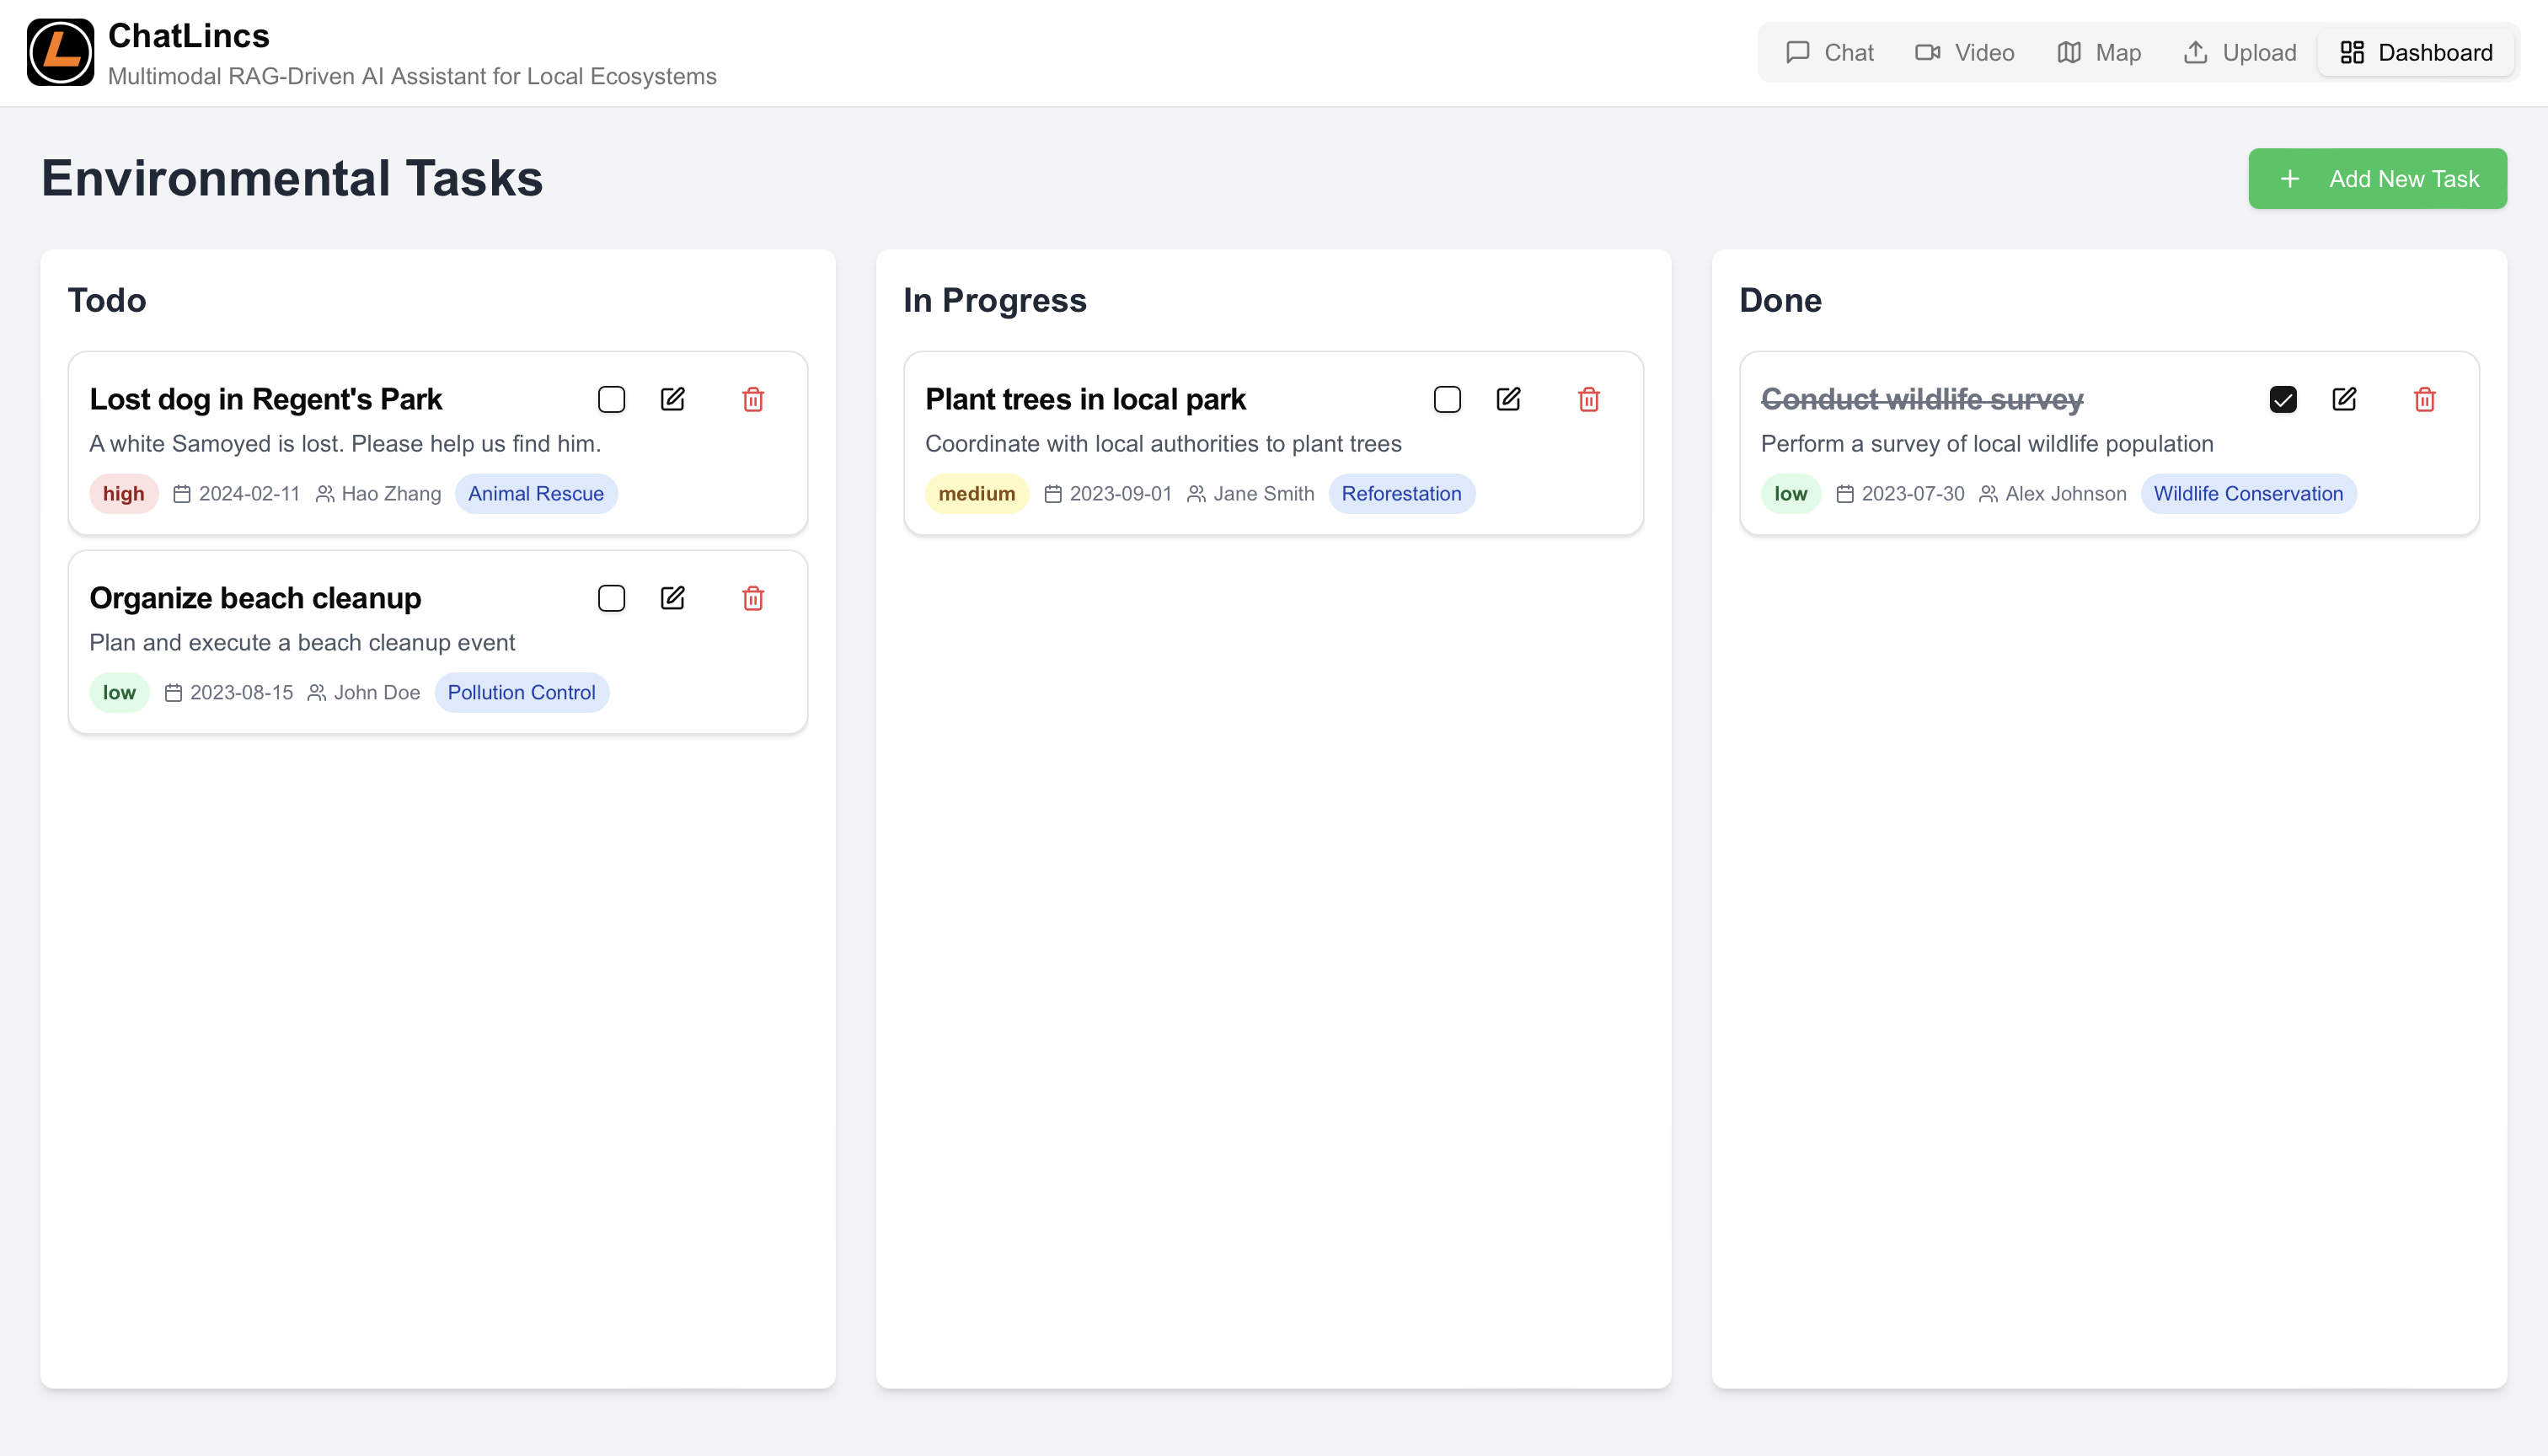 ChatLincs
Multimodal RAG-Driven AI Assistant for Local Ecosystems
Chat Video Map Upload Dashboard
Environmental Tasks
Add New Task
Todo
Lost dog in Regent's Park
A white Samoyed is lost. Please help us find him.
high 2024-02-11 Hao Zhang Animal Rescue
Organize beach cleanup
Plan and execute a beach cleanup event
low 2023-08-15 John Doe Pollution Control
In Progress
Plant trees in local park
Coordinate with local authorities to plant trees
medium 2023-09-01 Jane Smith Reforestation
Done
Conduct wildlife survey
Perform a survey of local wildlife population
low 2023-07-30 Alex Johnson Wildlife Conservation